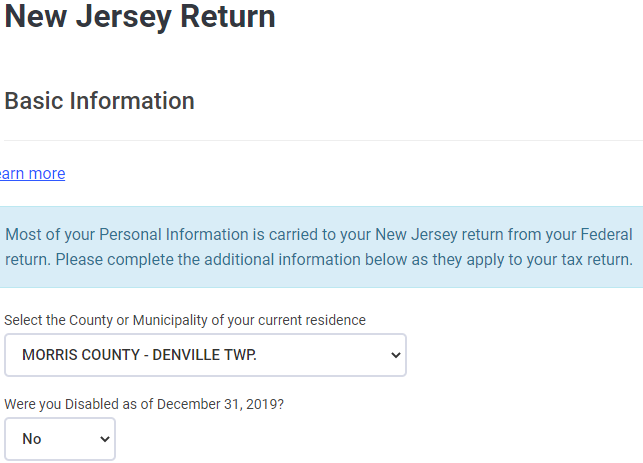 New Jersey Return
Basic Information
earn more
Most of your Personal Information is carried to your New Jersey return from your Federal
return. Please complete the additional information below as they apply to your tax return.
Select the County or Municipality of your current residence
MORRIS COUNTY - DENVILLE TWP.
Were you Disabled as of December 31, 2019?
No